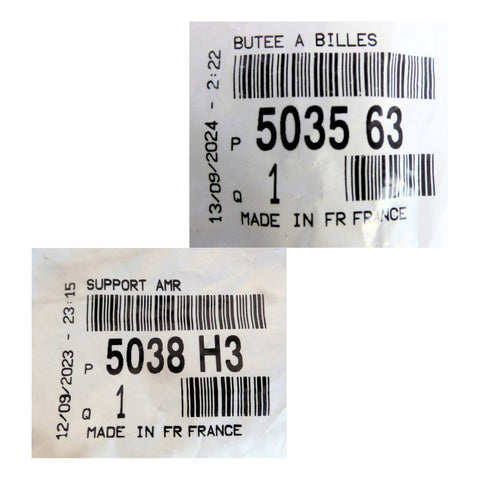 BUTEE A BILLES
13/09/2024 - 2:22
P 5035 63
Q 1
MADE IN FR FRANCE
SUPPORT AMR
12/09/2023 - 23:15
P 5038 H3
Q 1
MADE IN FR FRANCE